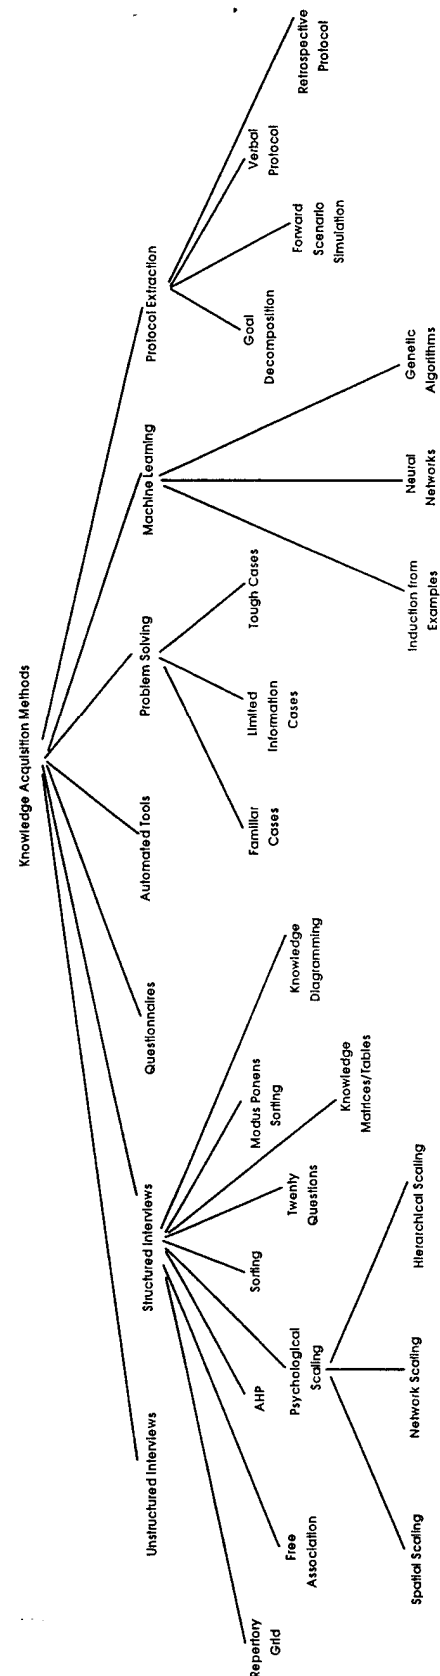 Knowledge Acquisition Methods
Unstructured Interviews
Structured Interviews
Questionnaires
Automated Tools
Problem Solving
Machine Learning
Protocol Extraction
Repertory
Grid
Free
Association
AHP
Psychological
Scaling
Sorting
Twenty
Questions
Modus Ponens
Sorting
Knowledge
Matrices/Tables
Knowledge
Diagramming
Familiar
Cases
Limited
Information
Cases
Tough Cases
Induction from
Examples
Neural
Networks
Genetic
Algorithms
Goal
Decomposition
Forward
Scenario
Simulation
Verbal
Protocol
Retrospective
Protocol
Spatial Scaling
Network Scaling
Hierarchical Scaling